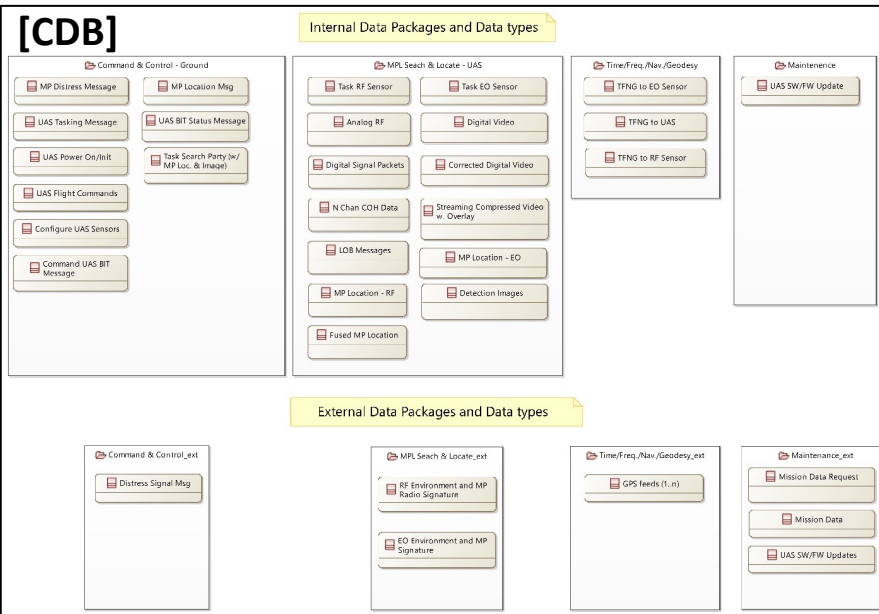 [CDB]
Internal Data Packages and Data types
Command & Control - Ground
MP Distress Message
MP Location Msg
UAS Tasking Message
UAS BIT Status Message
UAS Power On/Init
Task Search Party (w/
MP Loc. & Image)
UAS Flight Commands
Configure UAS Sensors
Command UAS BIT
Message
MPL Seach & Locate - UAS
Task RF Sensor
Task EO Sensor
Analog RF
Digital Video
Digital Signal Packets
Corrected Digital Video
N Chan COH Data
Streaming Compressed Video
w. Overlay
LOB Messages
MP Location - EO
MP Location - RF
Detection Images
Fused MP Location
Time/Freq./Nav./Geodesy
TFNG to EO Sensor
TFNG to UAS
TFNG to RF Sensor
Maintenance
UAS SW/FW Update
External Data Packages and Data types
Command & Control_ext
Distress Signal Msg
MPL Seach & Locate_ext
RF Environment and MP
Radio Signature
EO Environment and MP
Signature
Time/Freq./Nav./Geodesy_ext
GPS feeds (1..n)
Maintenance_ext
Mission Data Request
Mission Data
UAS SW/FW Updates